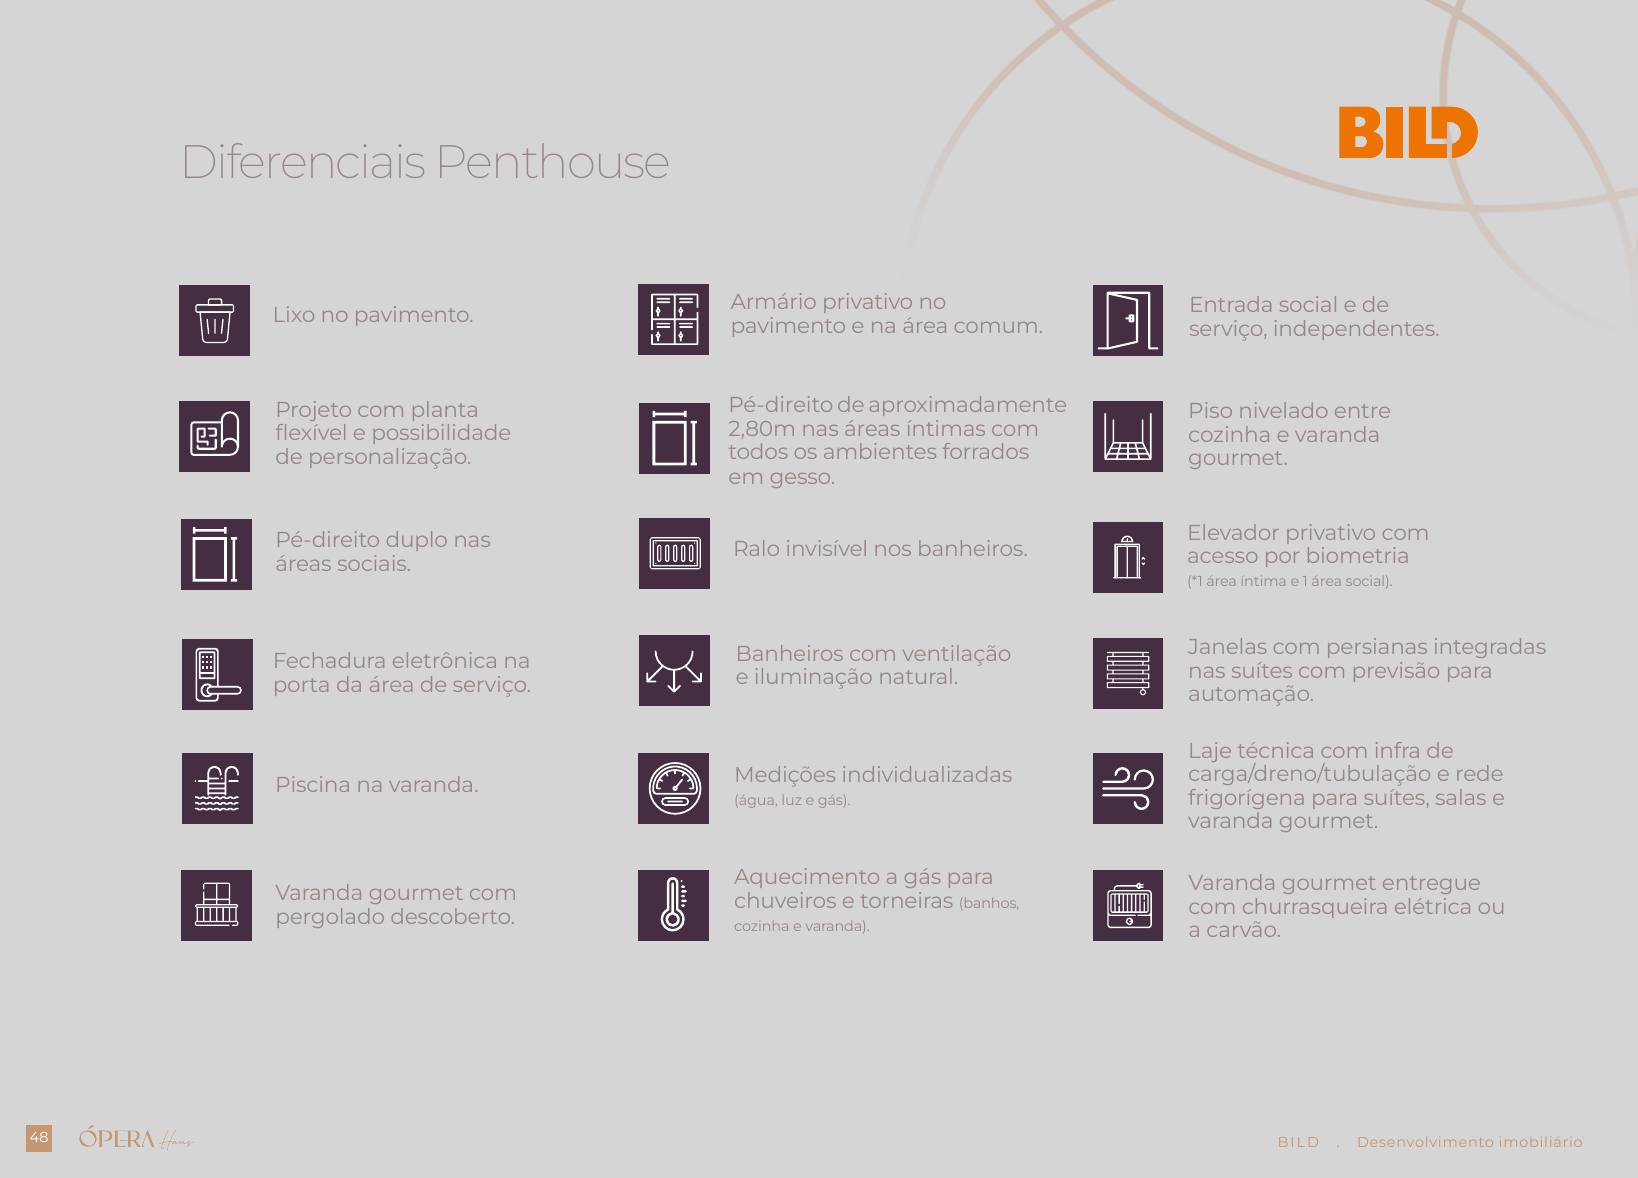 BILD
Diferenciais Penthouse
Lixo no pavimento.
Projeto com planta
flexível e possibilidade
de personalização.
Pé-direito duplo nas
áreas sociais.
Fechadura eletrônica na
porta da área de serviço.
Piscina na varanda.
Varanda gourmet com
pergolado descoberto.
Armário privativo no
pavimento e na área comum.
Pé-direito de aproximadamente
2,80m nas áreas íntimas com
todos os ambientes forrados
em gesso.
Ralo invisível nos banheiros.
Banheiros com ventilação
e iluminação natural.
Medições individualizadas
(água, luz e gás).
Aquecimento a gás para
chuveiros e torneiras (banhos,
cozinha e varanda).
Entrada social e de
serviço, independentes.
Piso nivelado entre
cozinha e varanda
gourmet.
Elevador privativo com
acesso por biometria
(*1 área íntima e 1 área social).
Janelas com persianas integradas
nas suítes com previsão para
automação.
Laje técnica com infra de
carga/dreno/tubulação e rede
frigorígena para suítes, salas e
varanda gourmet.
Varanda gourmet entregue
com churrasqueira elétrica ou
a carvão.
48
ÓPERA Haus
BILD . Desenvolvimento imobiliário